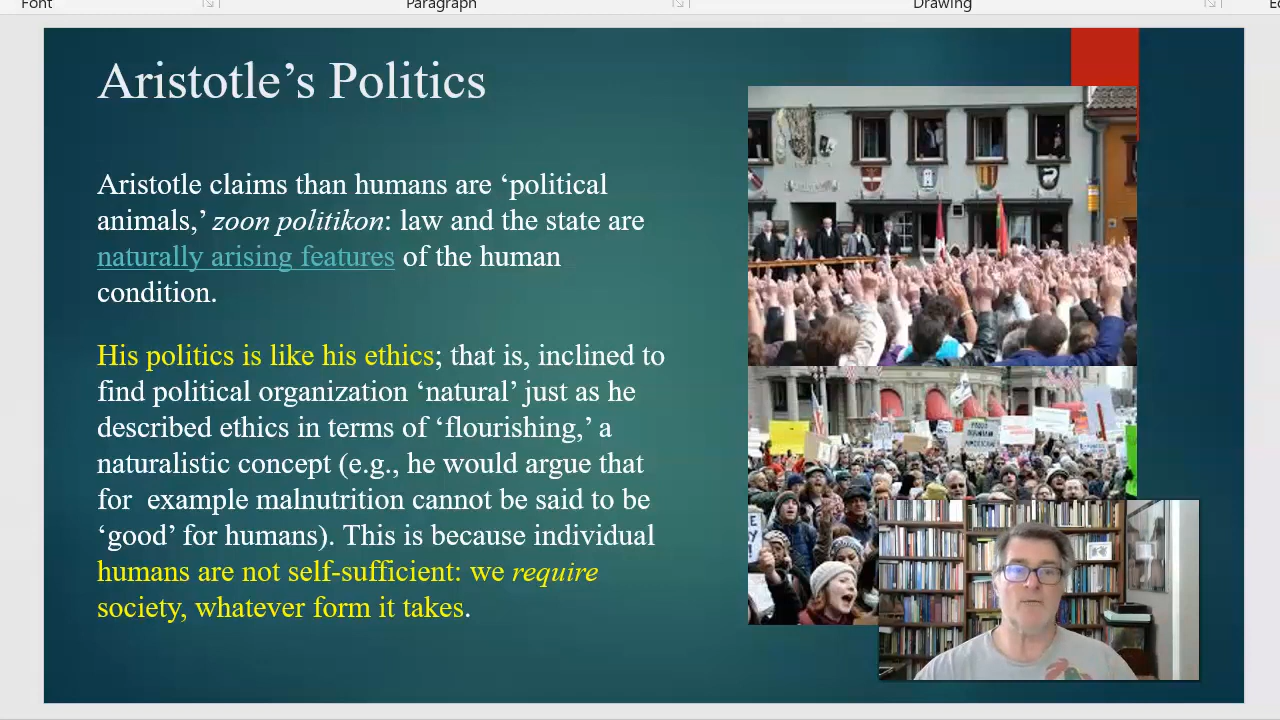 Font
Paragraph
Drawing
Aristotle’s Politics
Aristotle claims than humans are ‘political
animals,’ zoon politikon: law and the state are
naturally arising features of the human
condition.
His politics is like his ethics; that is, inclined to
find political organization ‘natural’ just as he
described ethics in terms of ‘flourishing,’ a
naturalistic concept (e.g., he would argue that
for  example malnutrition cannot be said to be
‘good’ for humans). This is because individual
humans are not self-sufficient: we require
society, whatever form it takes.